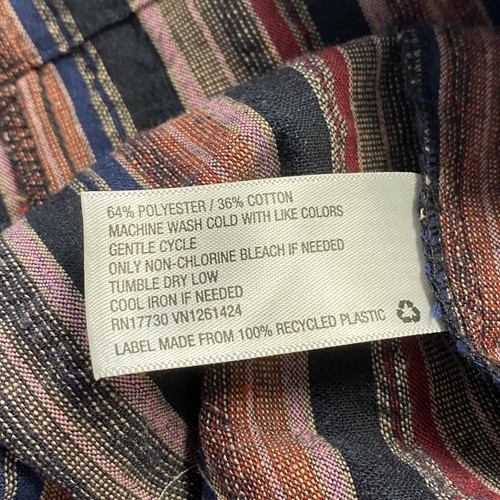 64% POLYESTER / 36% COTTON
MACHINE WASH COLD WITH LIKE COLORS
GENTLE CYCLE
ONLY NON-CHLORINE BLEACH IF NEEDED
TUMBLE DRY LOW
COOL IRON IF NEEDED
RN17730 VN1261424
LABEL MADE FROM 100% RECYCLED PLASTIC